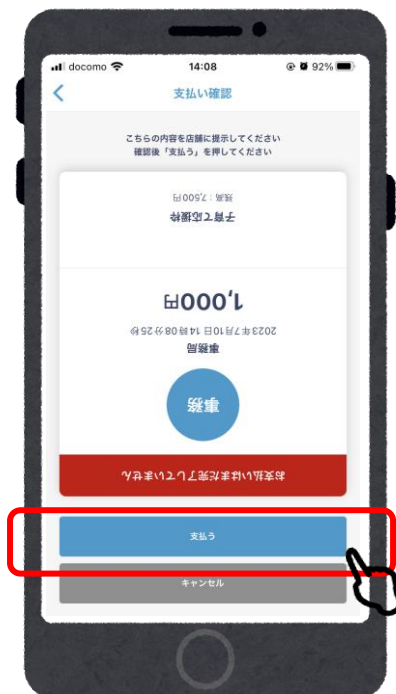 docomo 14:08 92%
支払い確認
こちらの内容を店舗に提示してください
確認後「支払う」を押してください
お支払いはまだ完了していません
事務
事務局
2023年7月10日 14時08分25秒
1,000円
子育て応援枠
残高：7,500円
支払う
キャンセル